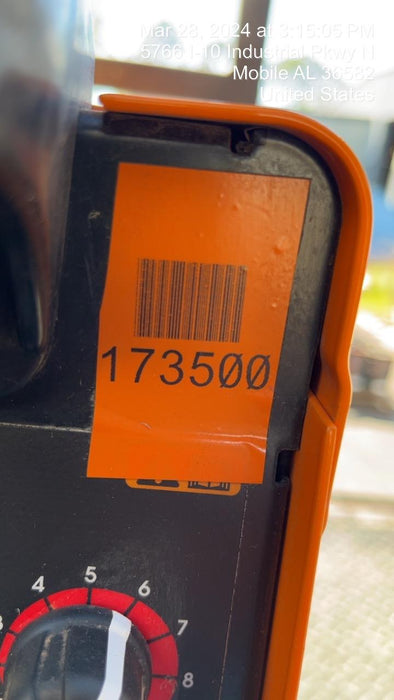 Mar 28, 2024 at 3:15:05 PM
5766 I-10 Industrial Pkwy N
Mobile AL 36582
United States
173500
4
5
6
7
8